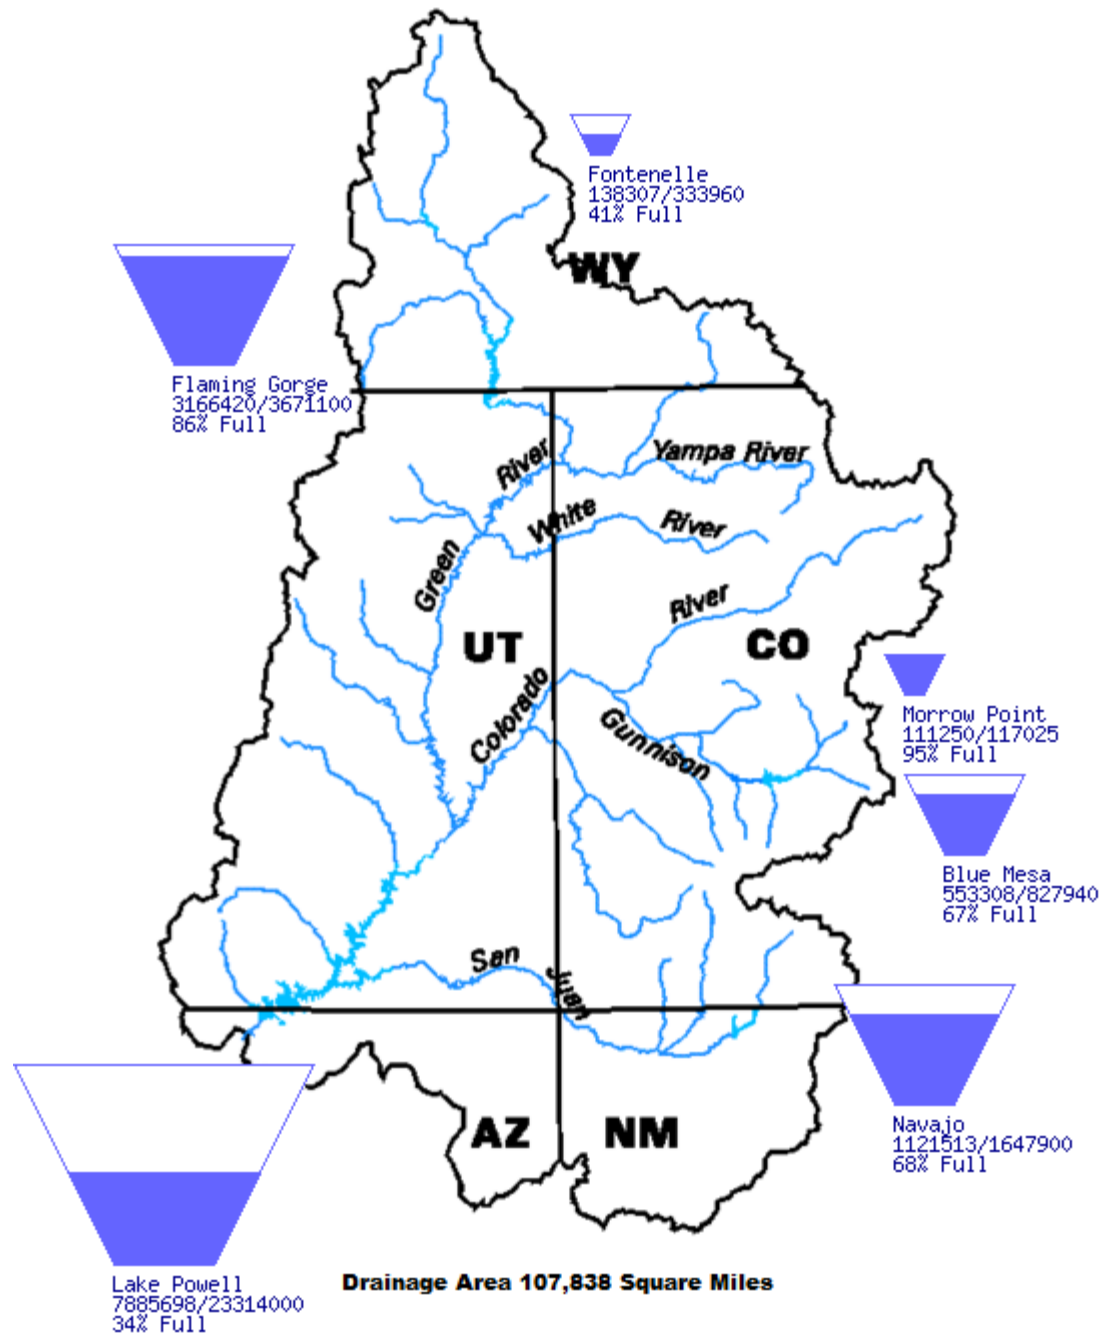 Fontenelle
138307/333960
41% Full
WY
Flaming Gorge
3166420/3671100
86% Full
Yampa River
River
White
River
Green
River
UT
CO
Colorado
Gunnison
Morrow Point
111250/117025
95% Full
Blue Mesa
553308/827940
67% Full
San
Juan
Navajo
1121513/1647900
68% Full
AZ
NM
Lake Powell
7885698/23314000
34% Full
Drainage Area 107,838 Square Miles